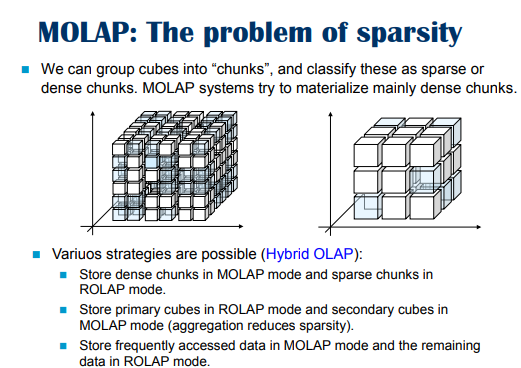 MOLAP: The problem of sparsity
We can group cubes into “chunks”, and classify these as sparse or
dense chunks. MOLAP systems try to materialize mainly dense chunks.
Variuos strategies are possible (Hybrid OLAP):
Store dense chunks in MOLAP mode and sparse chunks in
ROLAP mode.
Store primary cubes in ROLAP mode and secondary cubes in
MOLAP mode (aggregation reduces sparsity).
Store frequently accessed data in MOLAP mode and the remaining
data in ROLAP mode.